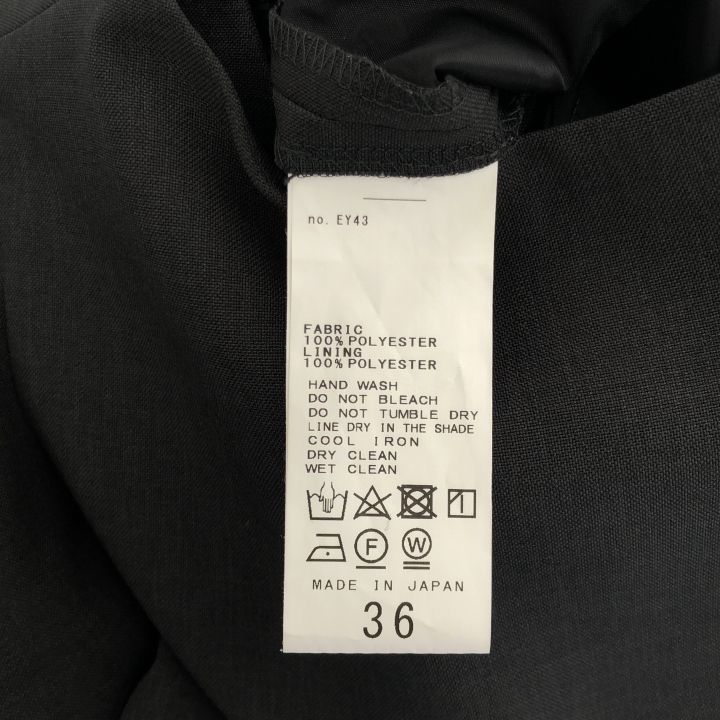 no. EY43
FABRIC
100% POLYESTER
LINING
100% POLYESTER
HAND WASH
DO NOT BLEACH
DO NOT TUMBLE DRY
LINE DRY IN THE SHADE
COOL IRON
DRY CLEAN
WET CLEAN
F W
MADE IN JAPAN
36